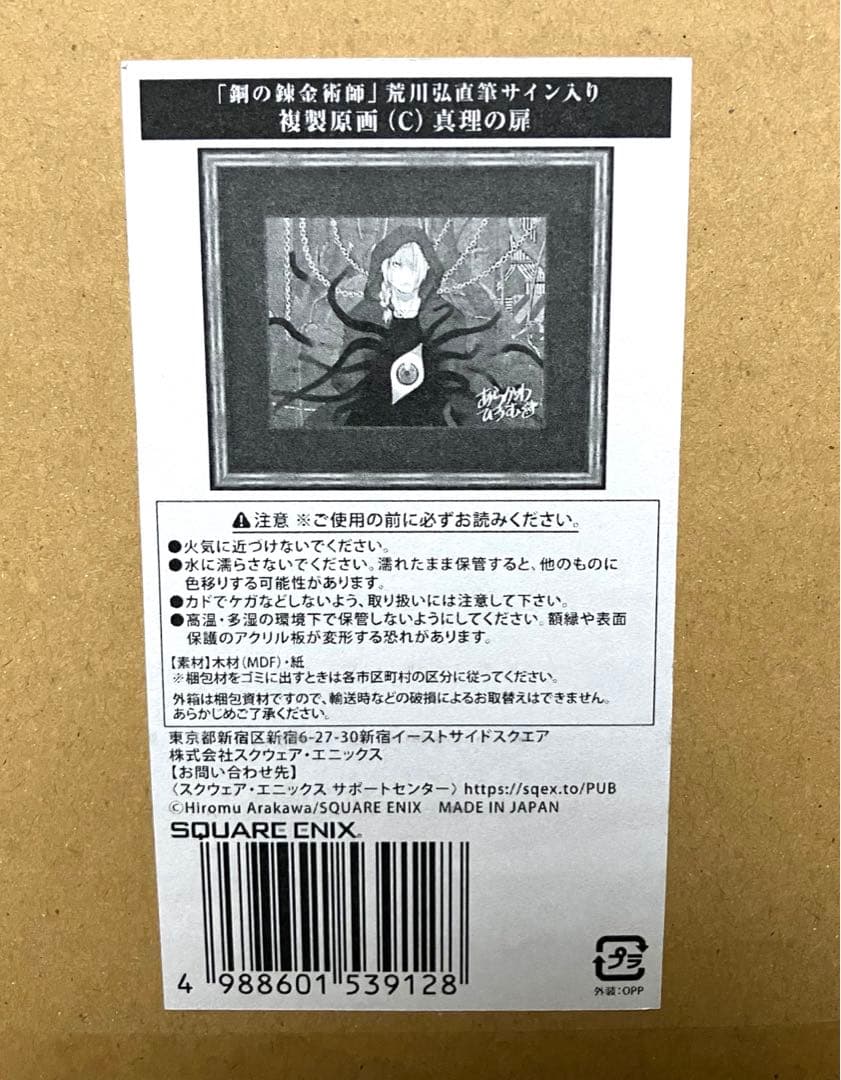 「鋼の錬金術師」荒川弘直筆サイン入り
複製原画(C)真理の扉
あらかわ
ひろむ
注意 ※ご使用の前に必ずお読みください。
●火気に近づけないでください。
●水に濡らさないでください。濡れたまま保管すると、他のものに
色移りする可能性があります。
●カドでケガなどしないよう、取り扱いには注意して下さい。
●高温・多湿の環境下で保管しないようにしてください。額縁や表面
保護のアクリル板が変形する恐れがあります。
【素材】木材(MDF)・紙
※梱包材をゴミに出すときは各市区町村の区分に従ってください。
外箱は梱包資材ですので、輸送時などの破損によるお取替えはできません。
あらかじめご了承ください。
東京都新宿区新宿6-27-30新宿イーストサイドスクエア
株式会社スクウェア・エニックス
【お問い合わせ先】
〈スクウェア・エニックス サポートセンター〉https://sqex.to/PUB
©Hiromu Arakawa/SQUARE ENIX MADE IN JAPAN
SQUARE ENIX.
4 988601 539128
プラ
外装:OPP